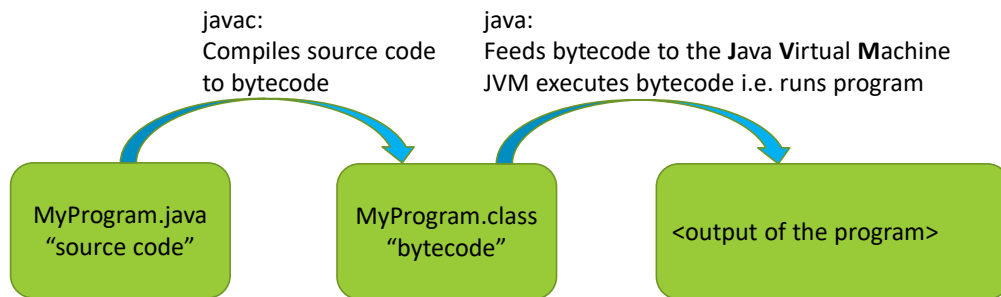 javac:
Compiles source code
to bytecode
java:
Feeds bytecode to the Java Virtual Machine
JVM executes bytecode i.e. runs program
MyProgram.java
“source code”
MyProgram.class
“bytecode”
<output of the program>